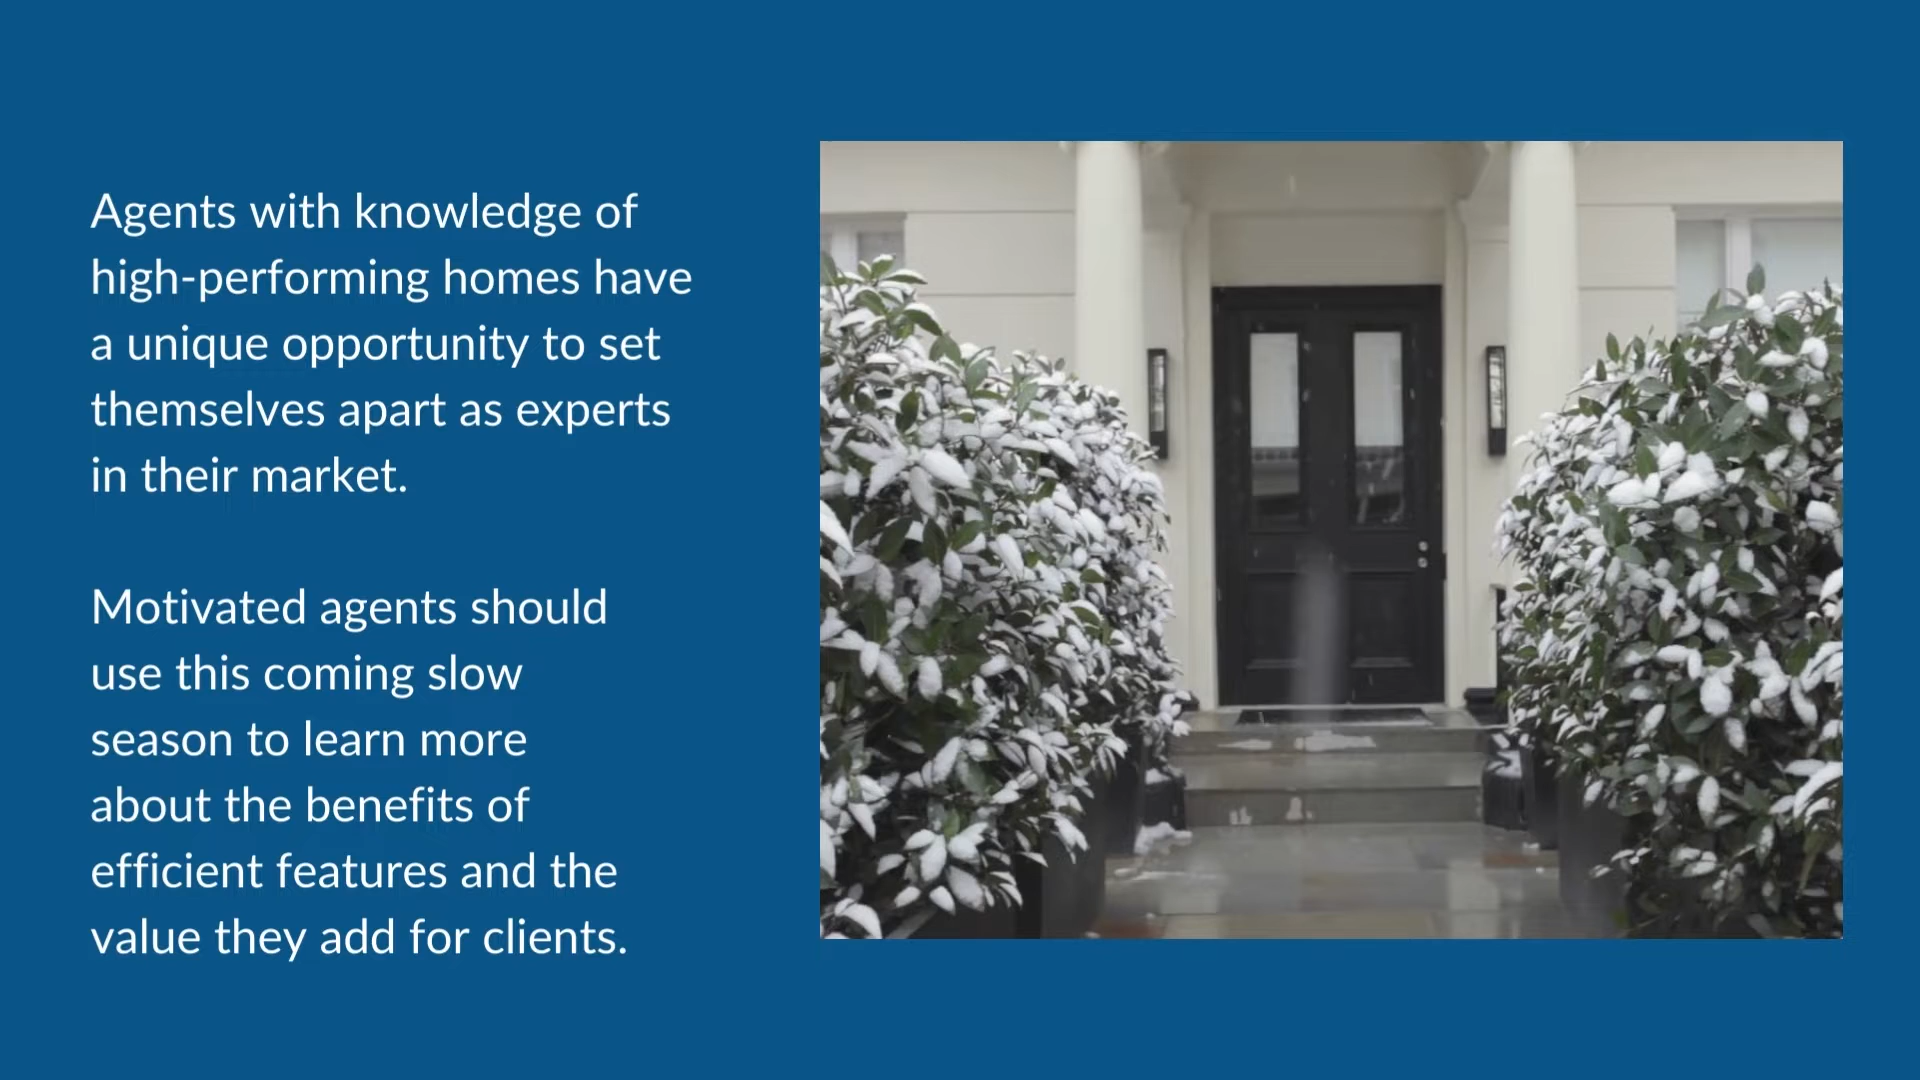 Agents with knowledge of
high-performing homes have
a unique opportunity to set
themselves apart as experts
in their market.
Motivated agents should
use this coming slow
season to learn more
about the benefits of
efficient features and the
value they add for clients.